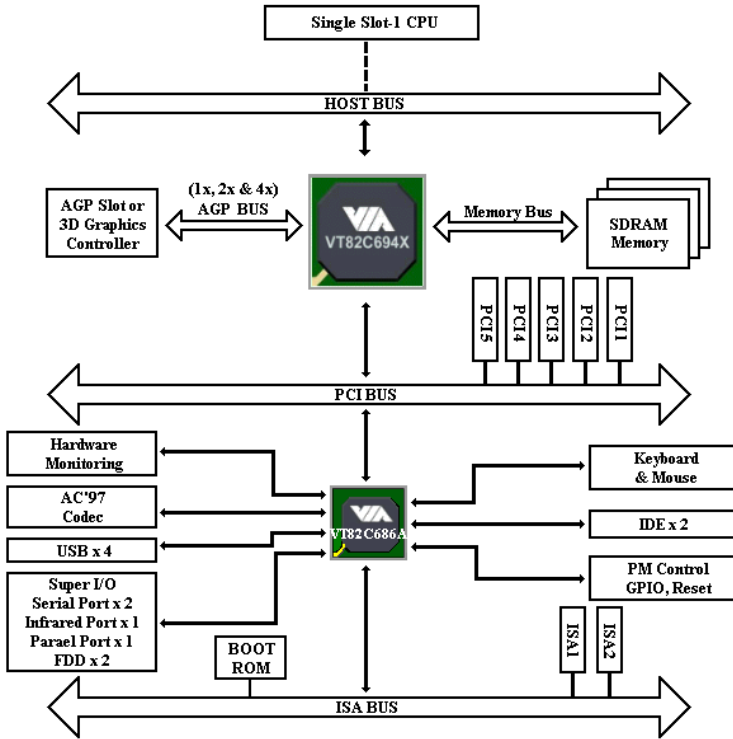 Single Slot-1 CPU
HOST BUS
AGP Slot or
3D Graphics
Controller
(1x, 2x & 4x)
AGP BUS
VIA
VT82C694X
Memory Bus
SDRAM
Memory
PCI5
PCI4
PCI3
PCI2
PCI1
PCI BUS
Hardware
Monitoring
AC'97
Codec
USB x 4
Super I/O
Serial Port x 2
Infrared Port x 1
Parael Port x 1
FDD x 2
VIA
VT82C686A
Keyboard
& Mouse
IDE x 2
PM Control
GPIO, Reset
BOOT
ROM
ISA1
ISA2
ISA BUS